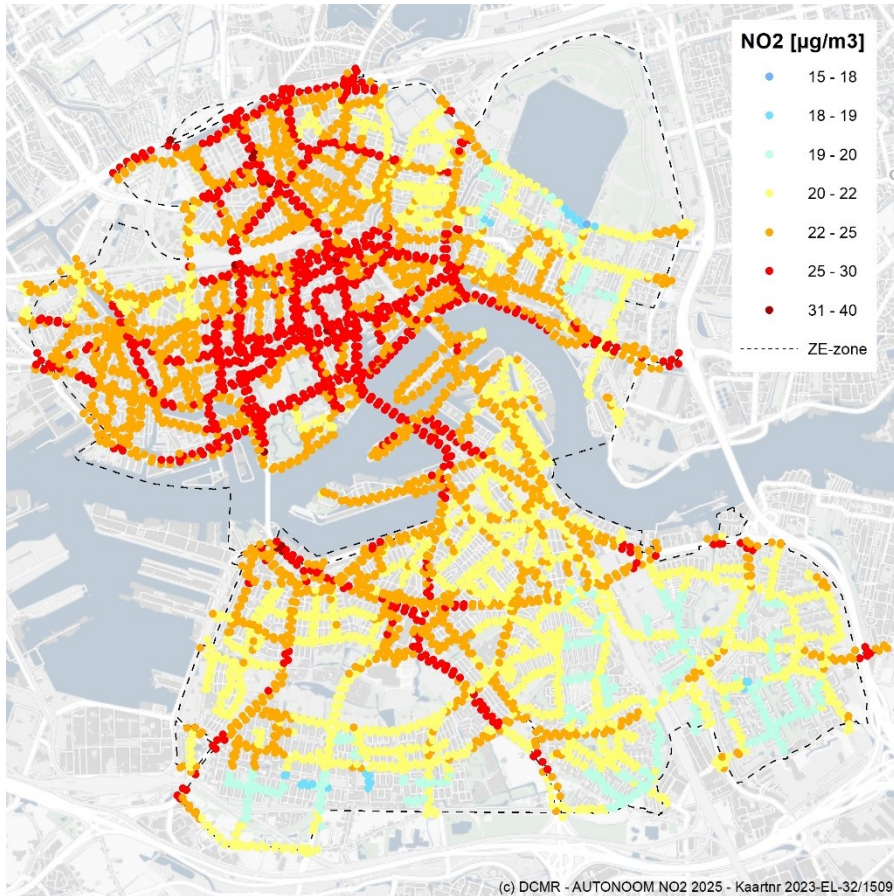 NO2 [µg/m3]
15 - 18
18 - 19
19 - 20
20 - 22
22 - 25
25 - 30
31 - 40
ZE-zone
(c) DCMR - AUTONOOM NO2 2025 - Kaartnr 2023-EL-32/1509